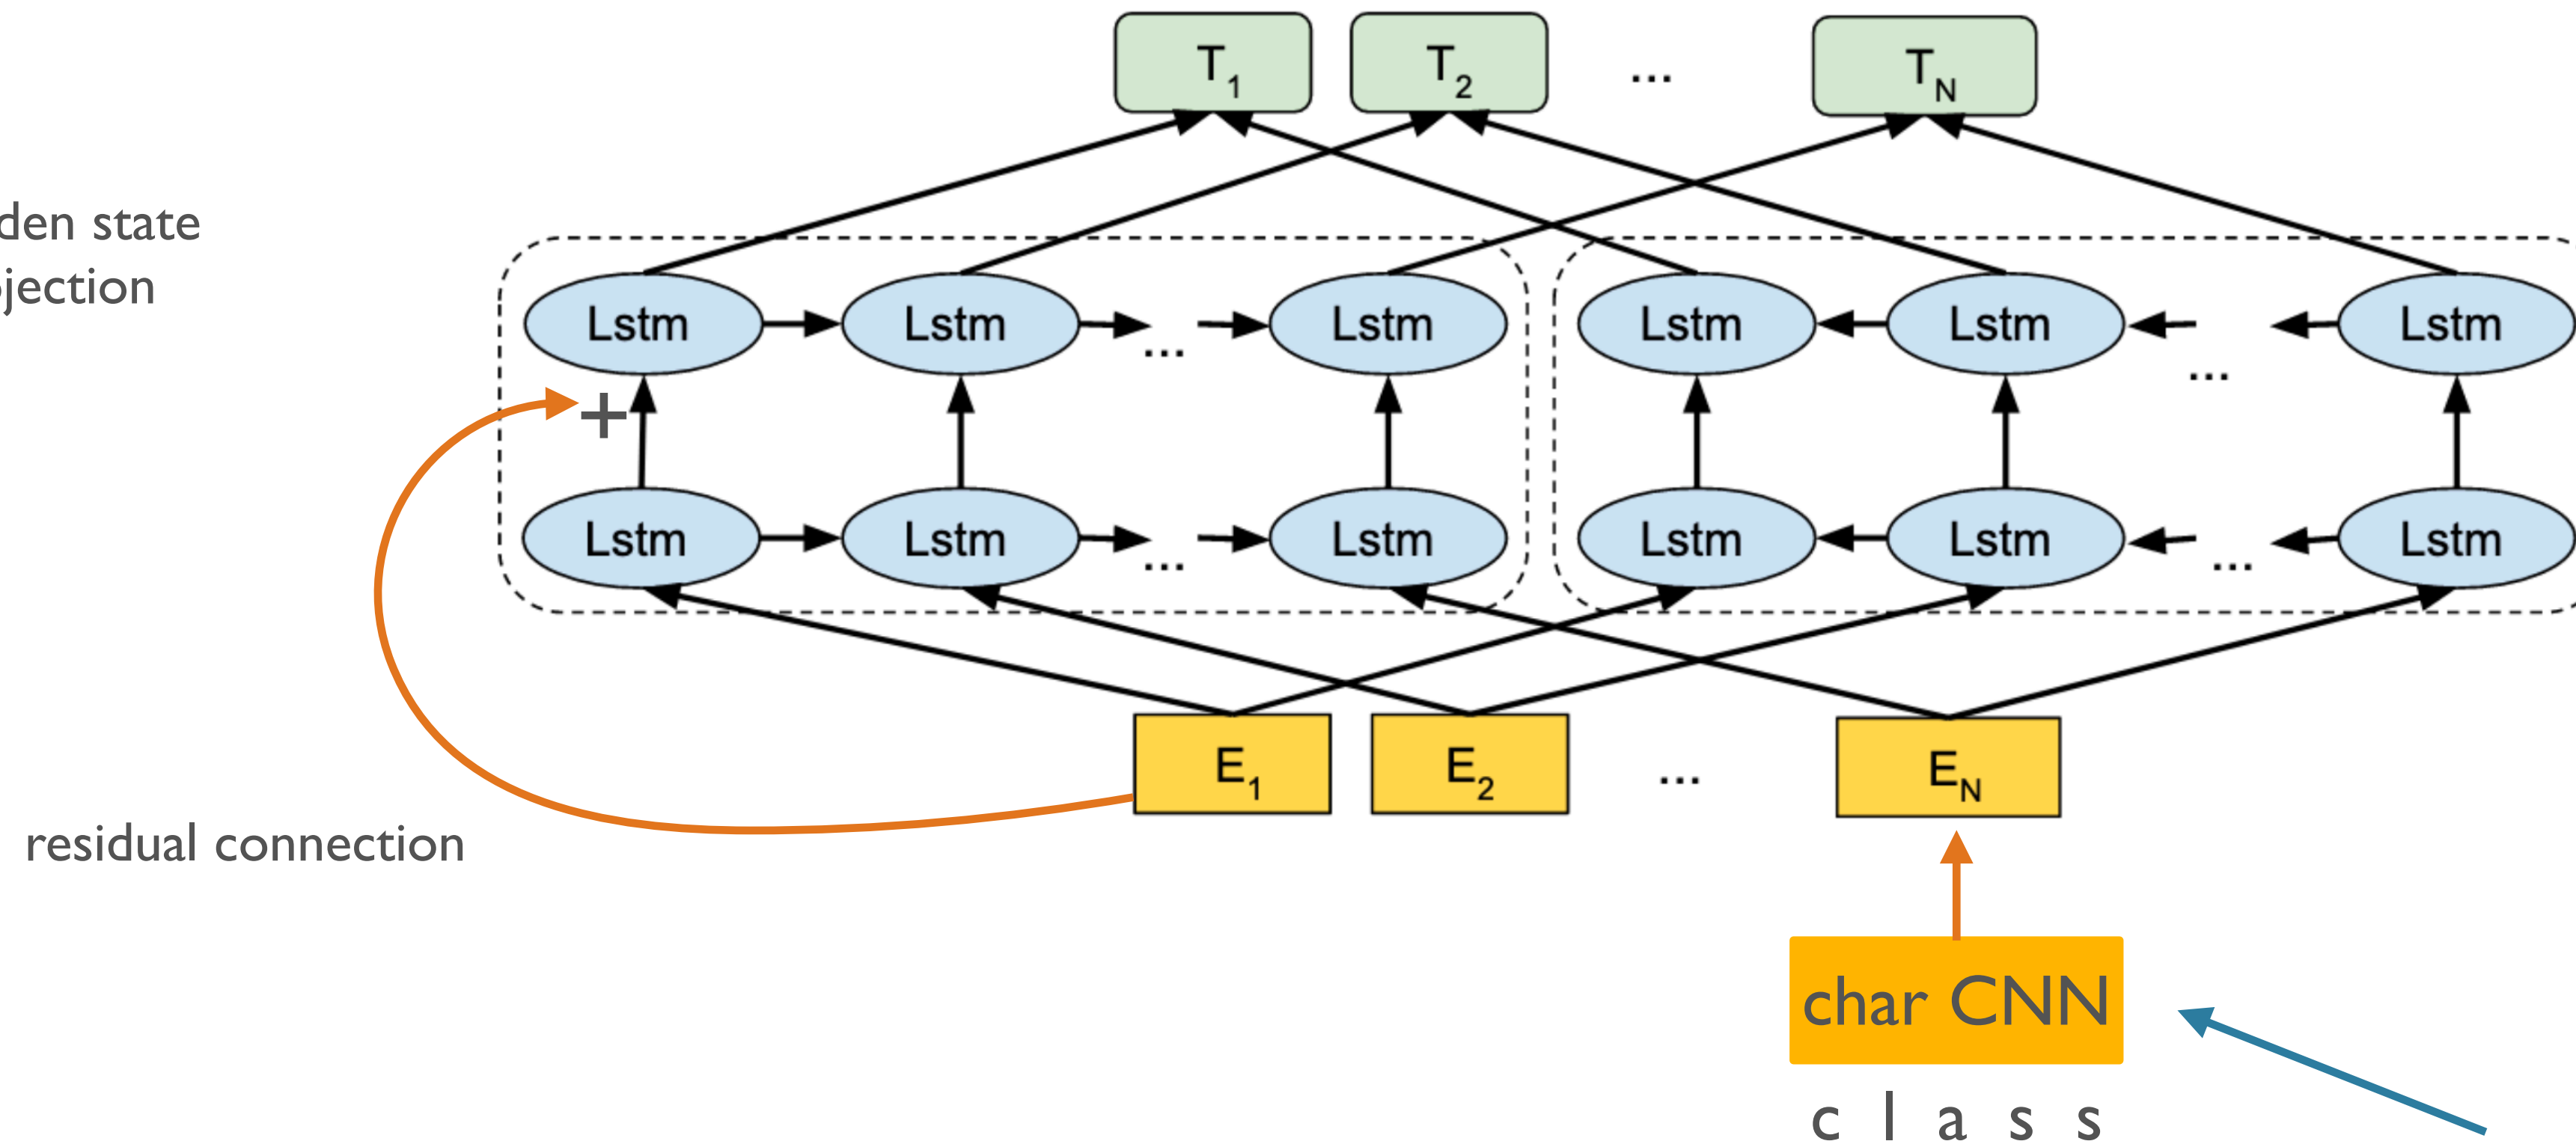 T1 T2 ... TN
den state
jection
Lstm Lstm ... Lstm Lstm Lstm ... Lstm
+
Lstm Lstm ... Lstm Lstm Lstm ... Lstm
E1 E2 ... EN
residual connection
char CNN
c l a s s